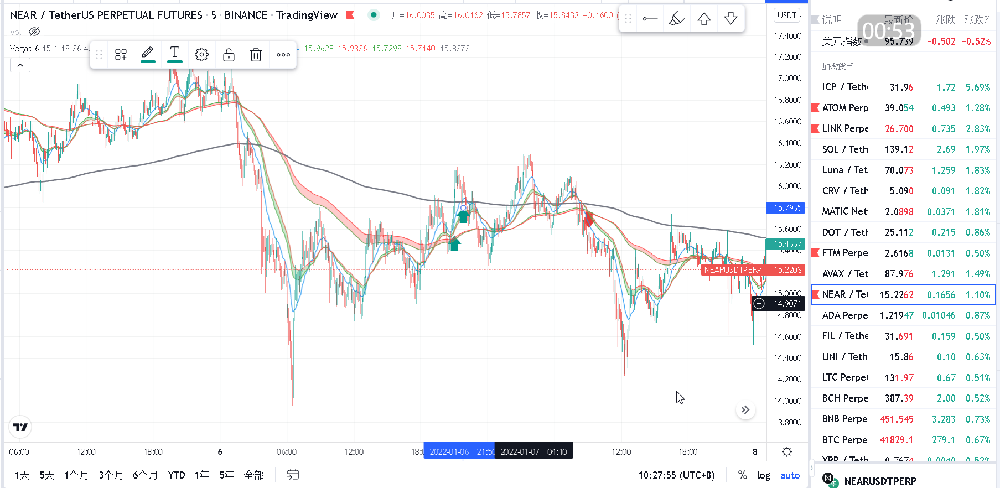 NEAR / TetherUS PERPETUAL FUTURES · 5 · BINANCE · TradingView
开=16.0035 高=16.0162 低=15.7857 收=15.8433 −0.1600
Vol
Vegas-6 15 1 18 36
15.9628 15.9336 15.7298 15.7140 15.8373
T
USDT
17.4000
17.2000
17.0000
16.8000
16.6000
16.4000
16.2000
16.0000
15.7965
15.6000
15.4667
15.4000
NEARUSDTPERP 15.2203
15.0000
14.9071
14.8000
14.6000
14.4000
14.2000
14.0000
13.8000
06:00 12:00 18:00 6 06:00 12:00 2022-01-06 21:50 2022-01-07 04:10 12:00 18:00 8
1天 5天 1个月 3个月 6个月 YTD 1年 5年 全部
10:27:55 (UTC+8) % log auto
说明 最新价 涨跌 涨跌%
00:53
美元指数 95.739 −0.502 −0.52%
加密货币
ICP / Teth 31.96 1.72 5.69%
ATOM Perp 39.054 0.493 1.28%
LINK Perpe 26.700 0.735 2.83%
SOL / Teth 139.12 2.69 1.97%
Luna / Tet 70.073 1.259 1.83%
CRV / Teth 5.090 0.091 1.82%
MATIC Net 2.0898 0.0371 1.81%
DOT / Teth 25.112 0.215 0.86%
FTM Perpe 2.6168 0.0131 0.50%
AVAX / Tet 87.976 1.291 1.49%
NEAR / Tet 15.2262 0.1656 1.10%
ADA Perpe 1.21947 0.01046 0.87%
FIL / Tethe 31.691 0.159 0.50%
UNI / Teth 15.86 0.10 0.63%
LTC Perpet 131.97 0.67 0.51%
BCH Perpe 387.39 2.00 0.52%
BNB Perpe 451.545 3.283 0.73%
BTC Perpe 41829.1 279.1 0.67%
XRP / Teth 0.7674 0.0040 0.52%
NEARUSDTPERP